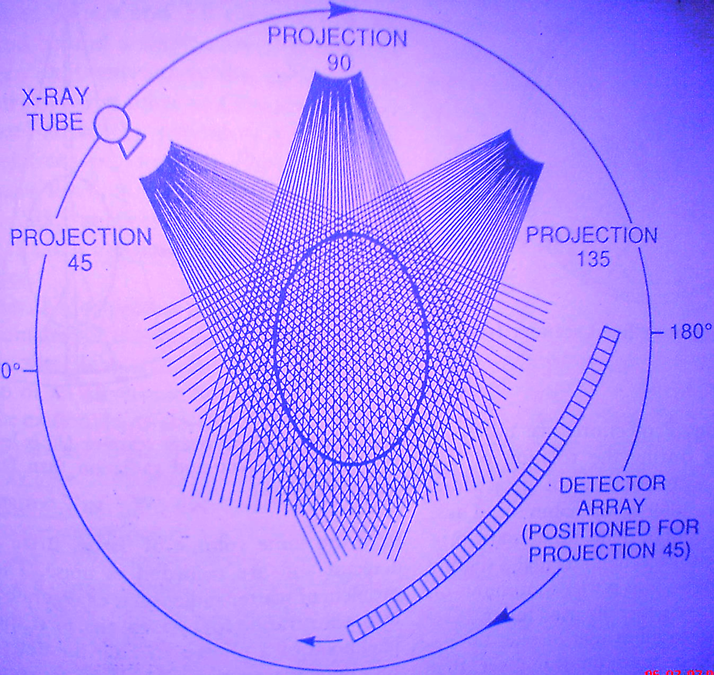 PROJECTION
90
X-RAY
TUBE
PROJECTION
45
PROJECTION
135
0°
180°
DETECTOR
ARRAY
(POSITIONED FOR
PROJECTION 45)